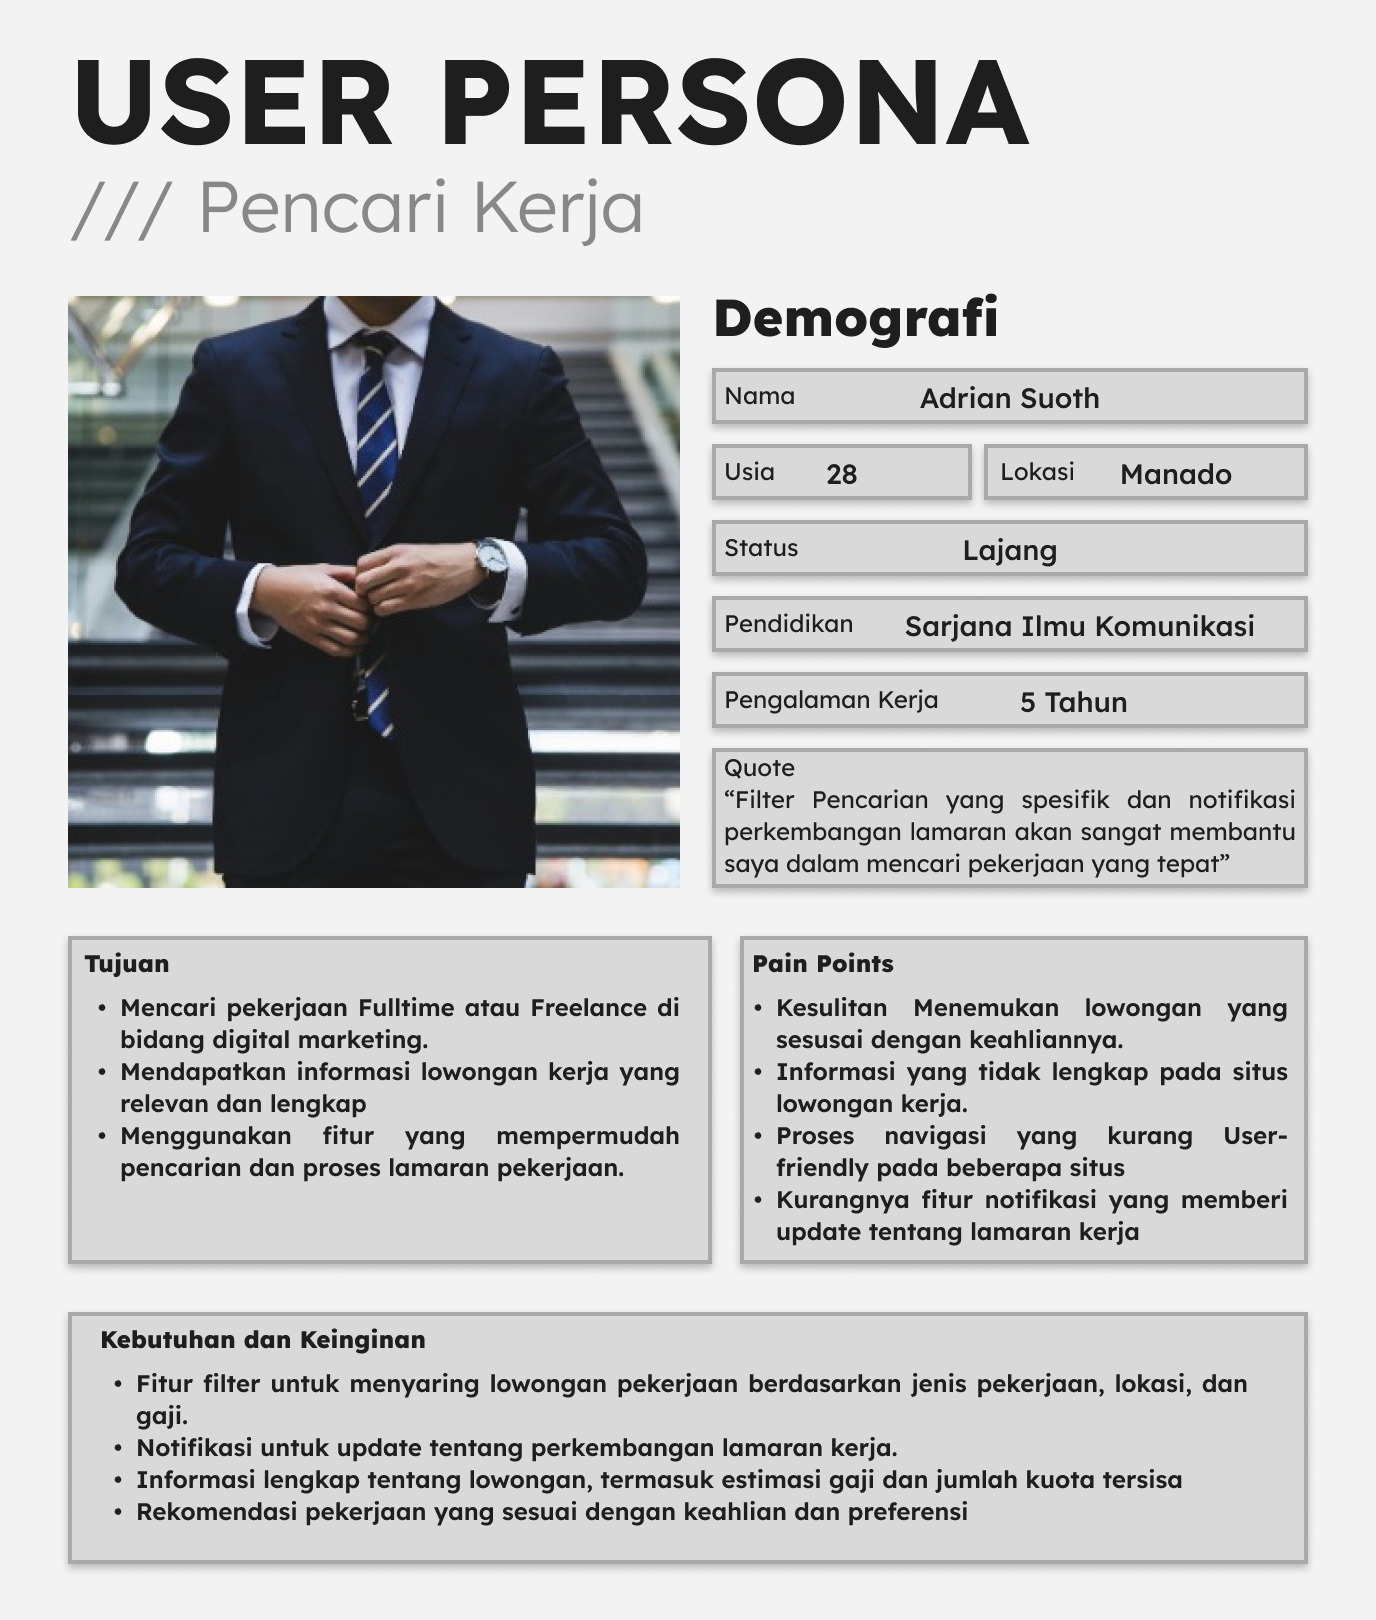 USER PERSONA
/// Pencari Kerja
Demografi
Nama Adrian Suoth
Usia 28 Lokasi Manado
Status Lajang
Pendidikan Sarjana Ilmu Komunikasi
Pengalaman Kerja 5 Tahun
Quote
“Filter Pencarian yang spesifik dan notifikasi
perkembangan lamaran akan sangat membantu
saya dalam mencari pekerjaan yang tepat”
Tujuan
• Mencari pekerjaan Fulltime atau Freelance di
bidang digital marketing.
• Mendapatkan informasi lowongan kerja yang
relevan dan lengkap
• Menggunakan fitur yang mempermudah
pencarian dan proses lamaran pekerjaan.
Pain Points
• Kesulitan Menemukan lowongan yang
sesusai dengan keahliannya.
• Informasi yang tidak lengkap pada situs
lowongan kerja.
• Proses navigasi yang kurang User-
friendly pada beberapa situs
• Kurangnya fitur notifikasi yang memberi
update tentang lamaran kerja
Kebutuhan dan Keinginan
• Fitur filter untuk menyaring lowongan pekerjaan berdasarkan jenis pekerjaan, lokasi, dan
gaji.
• Notifikasi untuk update tentang perkembangan lamaran kerja.
• Informasi lengkap tentang lowongan, termasuk estimasi gaji dan jumlah kuota tersisa
• Rekomendasi pekerjaan yang sesuai dengan keahlian dan preferensi